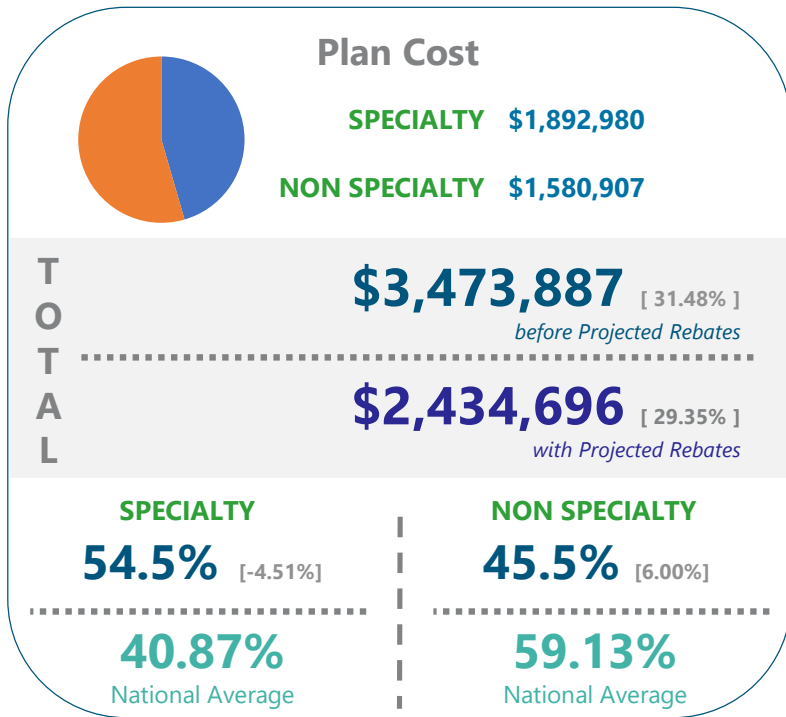 Plan Cost
SPECIALTY $1,892,980
NON SPECIALTY $1,580,907
TOTAL
$3,473,887 [ 31.48% ]
before Projected Rebates
$2,434,696 [ 29.35% ]
with Projected Rebates
SPECIALTY
54.5% [-4.51%]
40.87%
National Average
NON SPECIALTY
45.5% [6.00%]
59.13%
National Average